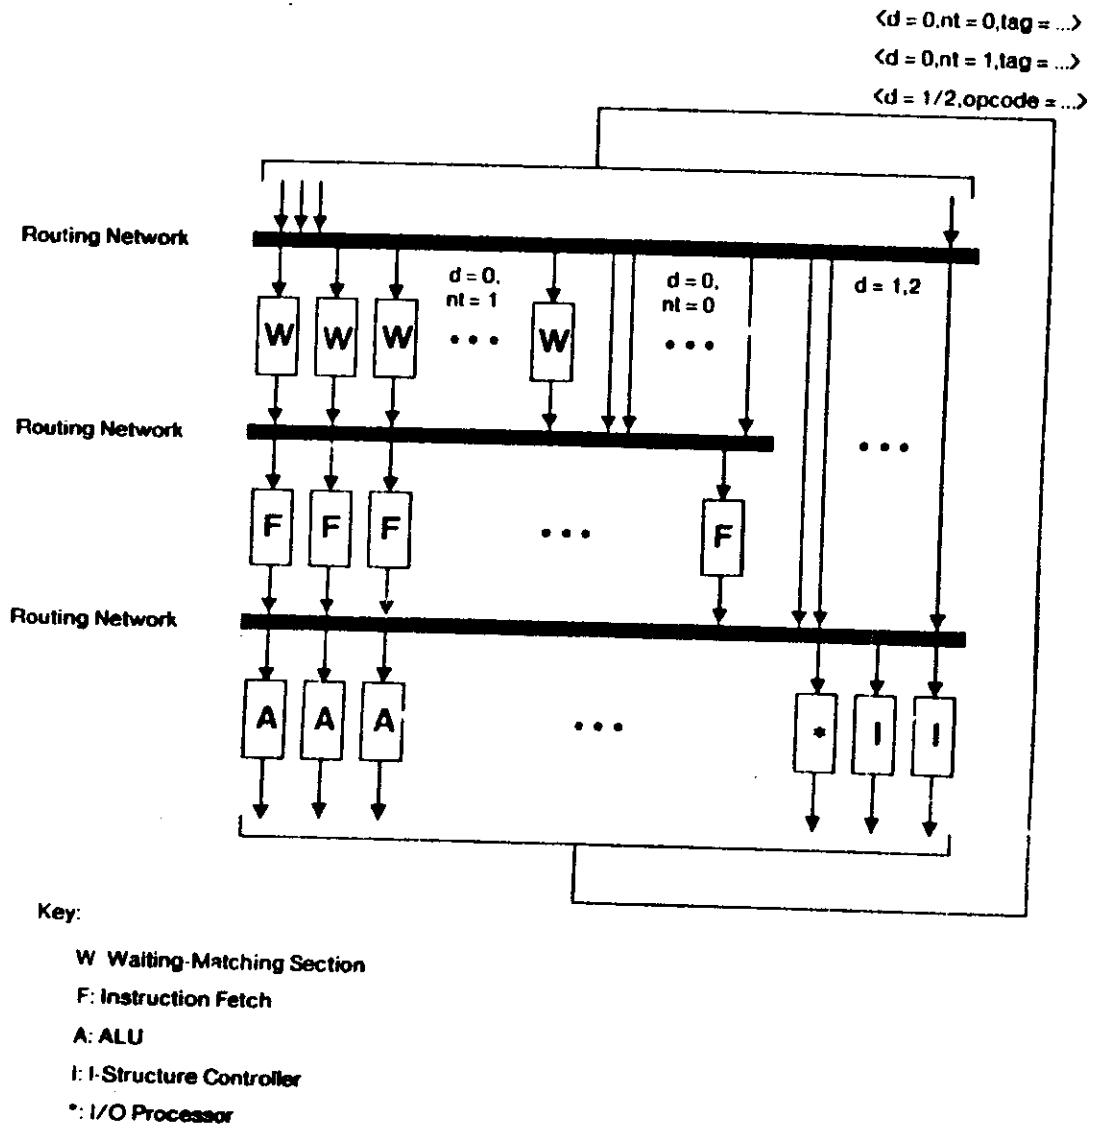 <d = 0,nt = 0,tag = ...>
<d = 0,nt = 1,tag = ...>
<d = 1/2,opcode = ...>
Routing Network
d = 0,
nt = 1
d = 0,
nt = 0
d = 1,2
W W W • • • W • • •
Routing Network
• • •
F F F • • • F
Routing Network
A A A • • • * I I
Key:
W Waiting-Matching Section
F: Instruction Fetch
A: ALU
I: I-Structure Controller
*: I/O Processor